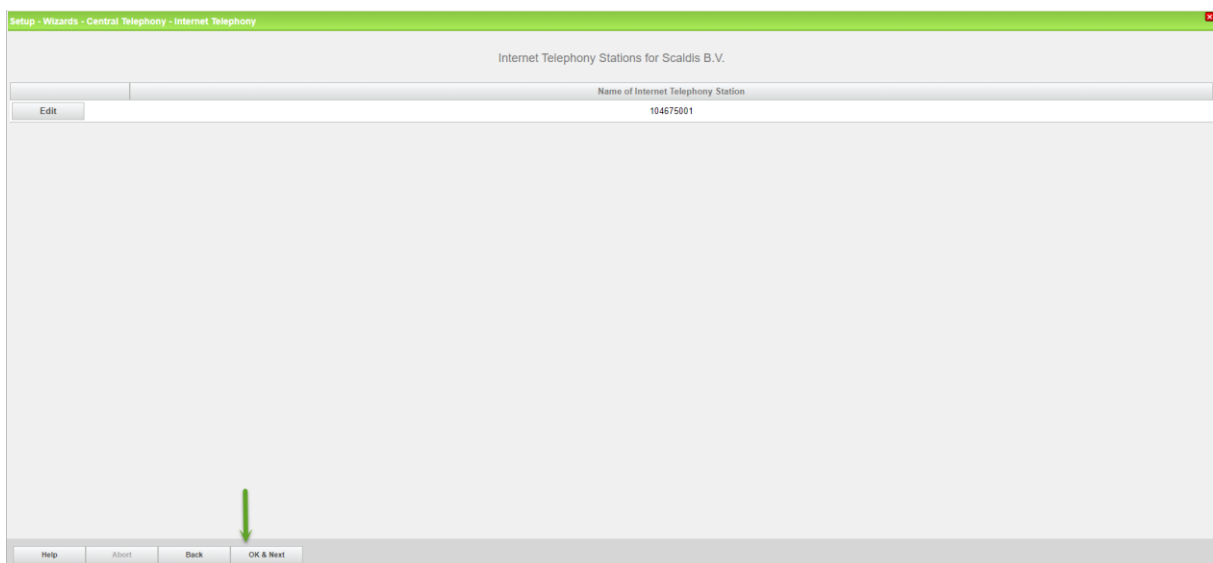 Setup - Wizards - Central Telephony - Internet Telephony
Internet Telephony Stations for Scaldis B.V.
Name of Internet Telephony Station
Edit 104675001
Help Abort Back OK & Next